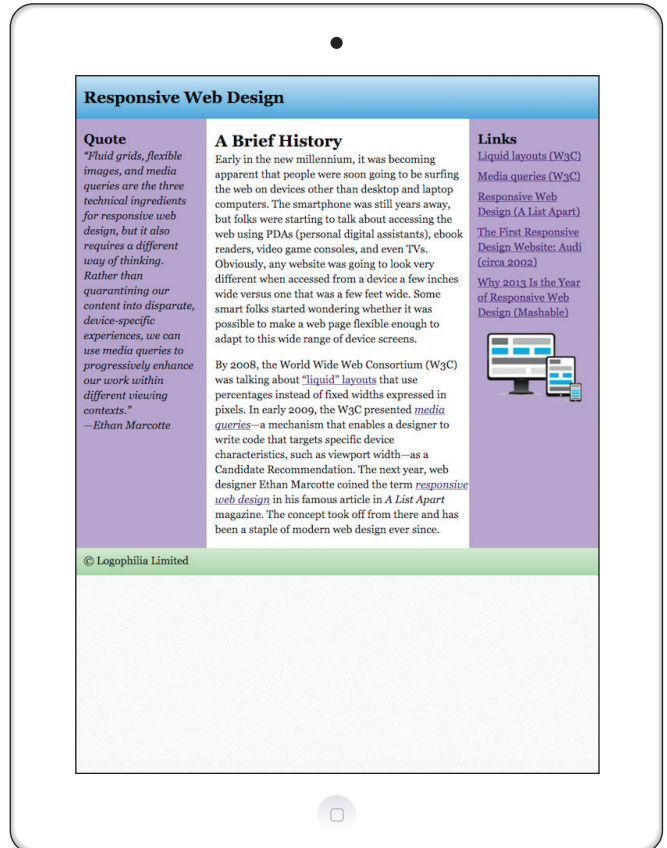 Responsive Web Design
Quote
“Fluid grids, flexible
images, and media
queries are the three
technical ingredients
for responsive web
design, but it also
requires a different
way of thinking.
Rather than
quarantining our
content into disparate,
device-specific
experiences, we can
use media queries to
progressively enhance
our work within
different viewing
contexts.”
—Ethan Marcotte
A Brief History
Early in the new millennium, it was becoming
apparent that people were soon going to be surfing
the web on devices other than desktop and laptop
computers. The smartphone was still years away,
but folks were starting to talk about accessing the
web using PDAs (personal digital assistants), ebook
readers, video game consoles, and even TVs.
Obviously, any website was going to look very
different when accessed from a device a few inches
wide versus one that was a few feet wide. Some
smart folks started wondering whether it was
possible to make a web page flexible enough to
adapt to this wide range of device screens.
By 2008, the World Wide Web Consortium (W3C)
was talking about “liquid” layouts that use
percentages instead of fixed widths expressed in
pixels. In early 2009, the W3C presented media
queries—a mechanism that enables a designer to
write code that targets specific device
characteristics, such as viewport width—as a
Candidate Recommendation. The next year, web
designer Ethan Marcotte coined the term responsive
web design in his famous article in A List Apart
magazine. The concept took off from there and has
been a staple of modern web design ever since.
Links
Liquid layouts (W3C)
Media queries (W3C)
Responsive Web
Design (A List Apart)
The First Responsive
Design Website: Audi
(circa 2002)
Why 2013 Is the Year
of Responsive Web
Design (Mashable)
© Logophilia Limited